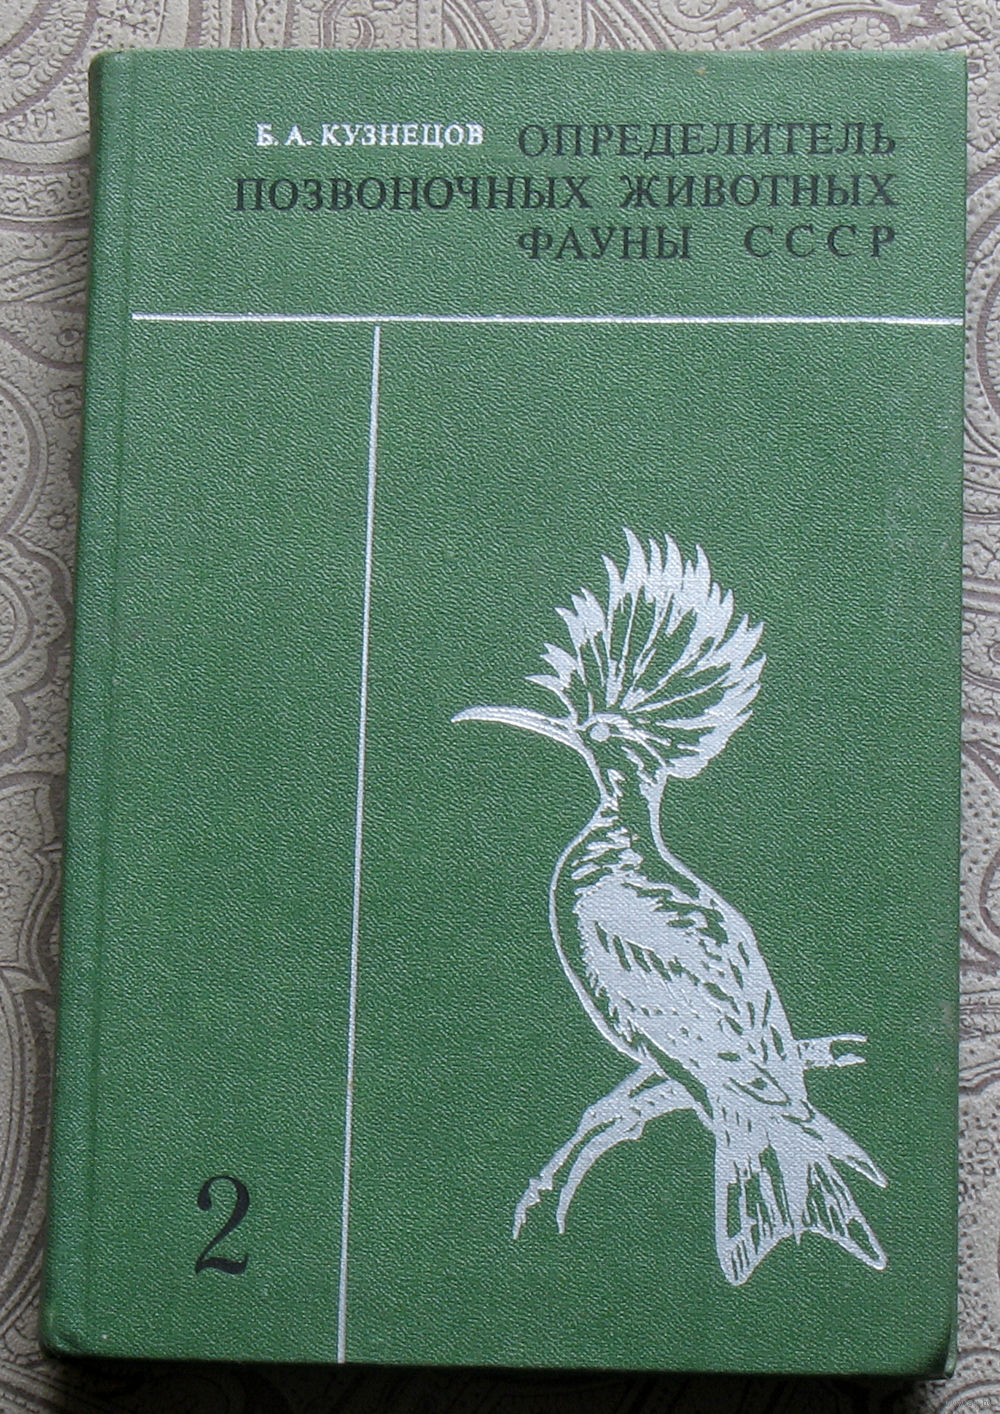 Б. А. КУЗНЕЦОВ ОПРЕДЕЛИТЕЛЬ
ПОЗВОНОЧНЫХ ЖИВОТНЫХ
ФАУНЫ СССР
2